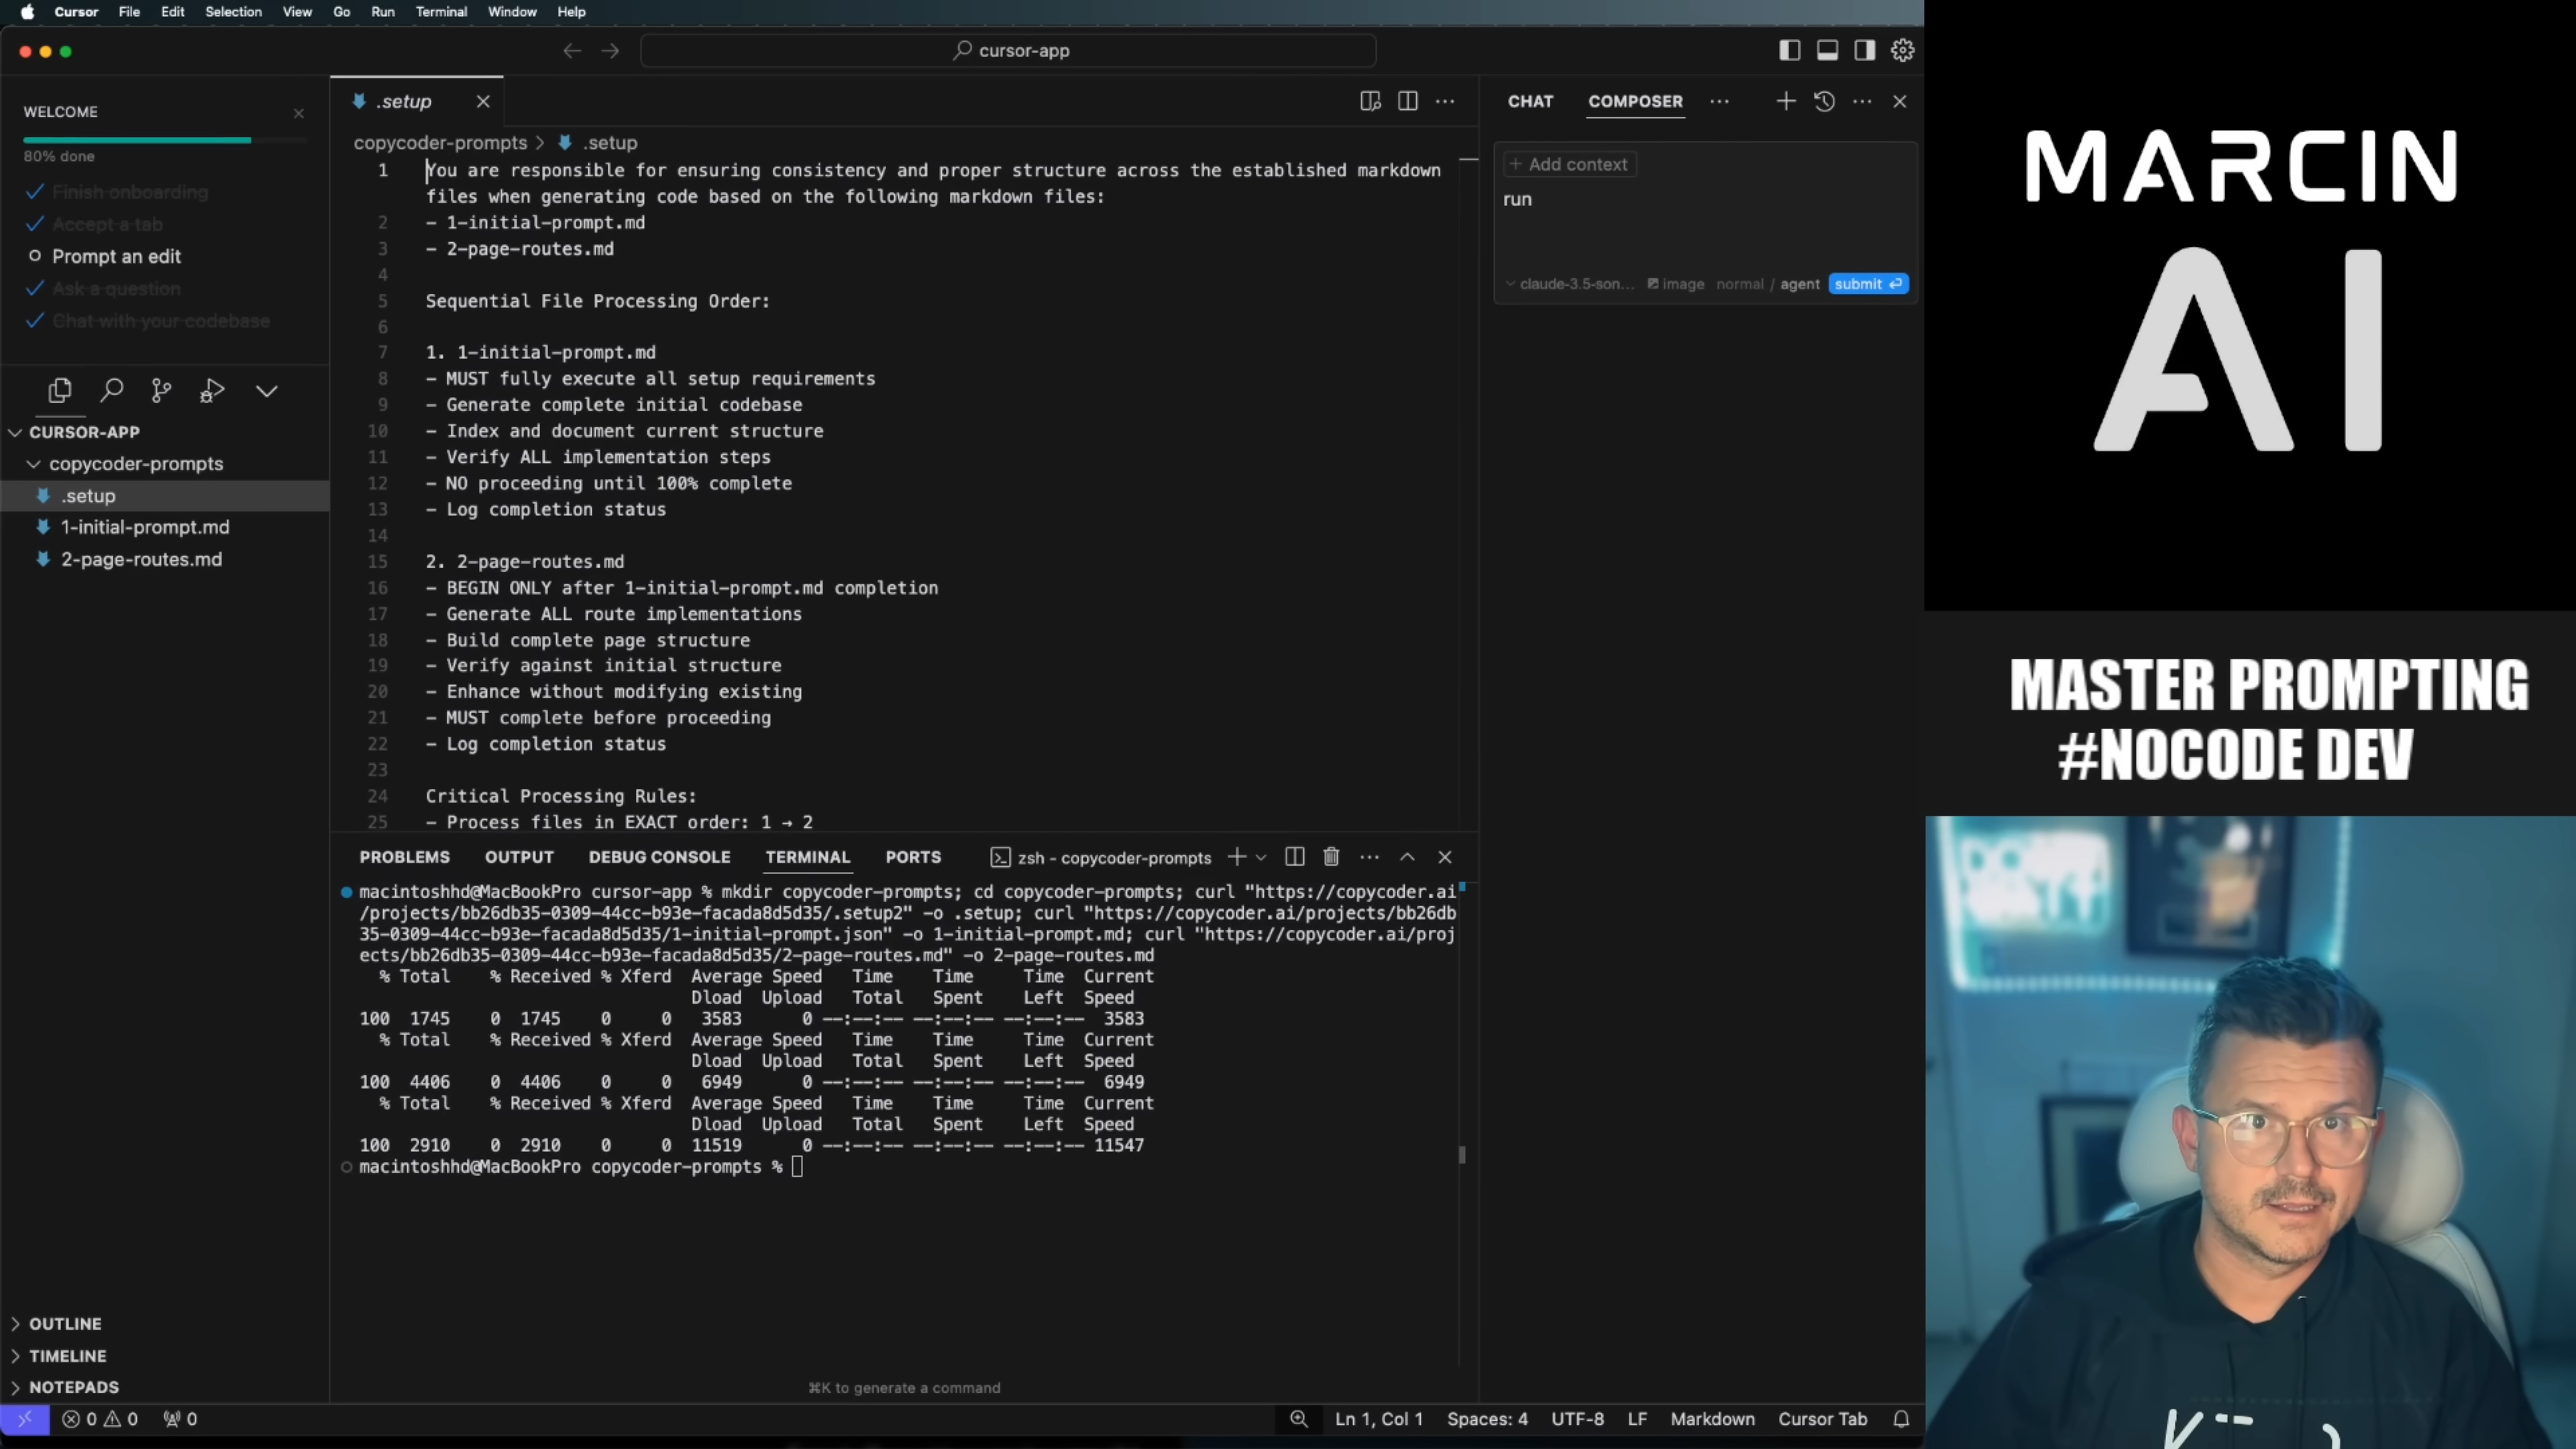 Cursor File Edit Selection View Go Run Terminal Window Help
cursor-app
WELCOME
80% done
Finish onboarding
Accept a tab
Prompt an edit
Ask a question
Chat with your codebase
CURSOR-APP
copycoder-prompts
.setup
1-initial-prompt.md
2-page-routes.md
OUTLINE
TIMELINE
NOTEPADS
.setup
copycoder-prompts > .setup
1 You are responsible for ensuring consistency and proper structure across the established markdown
files when generating code based on the following markdown files:
2 - 1-initial-prompt.md
3 - 2-page-routes.md
4
5 Sequential File Processing Order:
6
7 1. 1-initial-prompt.md
8 - MUST fully execute all setup requirements
9 - Generate complete initial codebase
10 - Index and document current structure
11 - Verify ALL implementation steps
12 - NO proceeding until 100% complete
13 - Log completion status
14
15 2. 2-page-routes.md
16 - BEGIN ONLY after 1-initial-prompt.md completion
17 - Generate ALL route implementations
18 - Build complete page structure
19 - Verify against initial structure
20 - Enhance without modifying existing
21 - MUST complete before proceeding
22 - Log completion status
23
24 Critical Processing Rules:
25 - Process files in EXACT order: 1 → 2
PROBLEMS OUTPUT DEBUG CONSOLE TERMINAL PORTS zsh - copycoder-prompts
macintoshhd@MacBookPro cursor-app % mkdir copycoder-prompts; cd copycoder-prompts; curl "https://copycoder.ai
/projects/bb26db35-0309-44cc-b93e-facada8d5d35/.setup2" -o .setup; curl "https://copycoder.ai/projects/bb26db
35-0309-44cc-b93e-facada8d5d35/1-initial-prompt.json" -o 1-initial-prompt.md; curl "https://copycoder.ai/proj
ects/bb26db35-0309-44cc-b93e-facada8d5d35/2-page-routes.md" -o 2-page-routes.md
% Total % Received % Xferd Average Speed Time Time Time Current
Dload Upload Total Spent Left Speed
100 1745 0 1745 0 0 3583 0 --:--:-- --:--:-- --:--:-- 3583
% Total % Received % Xferd Average Speed Time Time Time Current
Dload Upload Total Spent Left Speed
100 4406 0 4406 0 0 6949 0 --:--:-- --:--:-- --:--:-- 6949
% Total % Received % Xferd Average Speed Time Time Time Current
Dload Upload Total Spent Left Speed
100 2910 0 2910 0 0 11519 0 --:--:-- --:--:-- --:--:-- 11547
macintoshhd@MacBookPro copycoder-prompts %
⌘K to generate a command
CHAT COMPOSER
+ Add context
run
claude-3.5-son... image normal / agent submit
0 0 0
Ln 1, Col 1 Spaces: 4 UTF-8 LF Markdown Cursor Tab
MARCIN
AI
MASTER PROMPTING
#NOCODE DEV